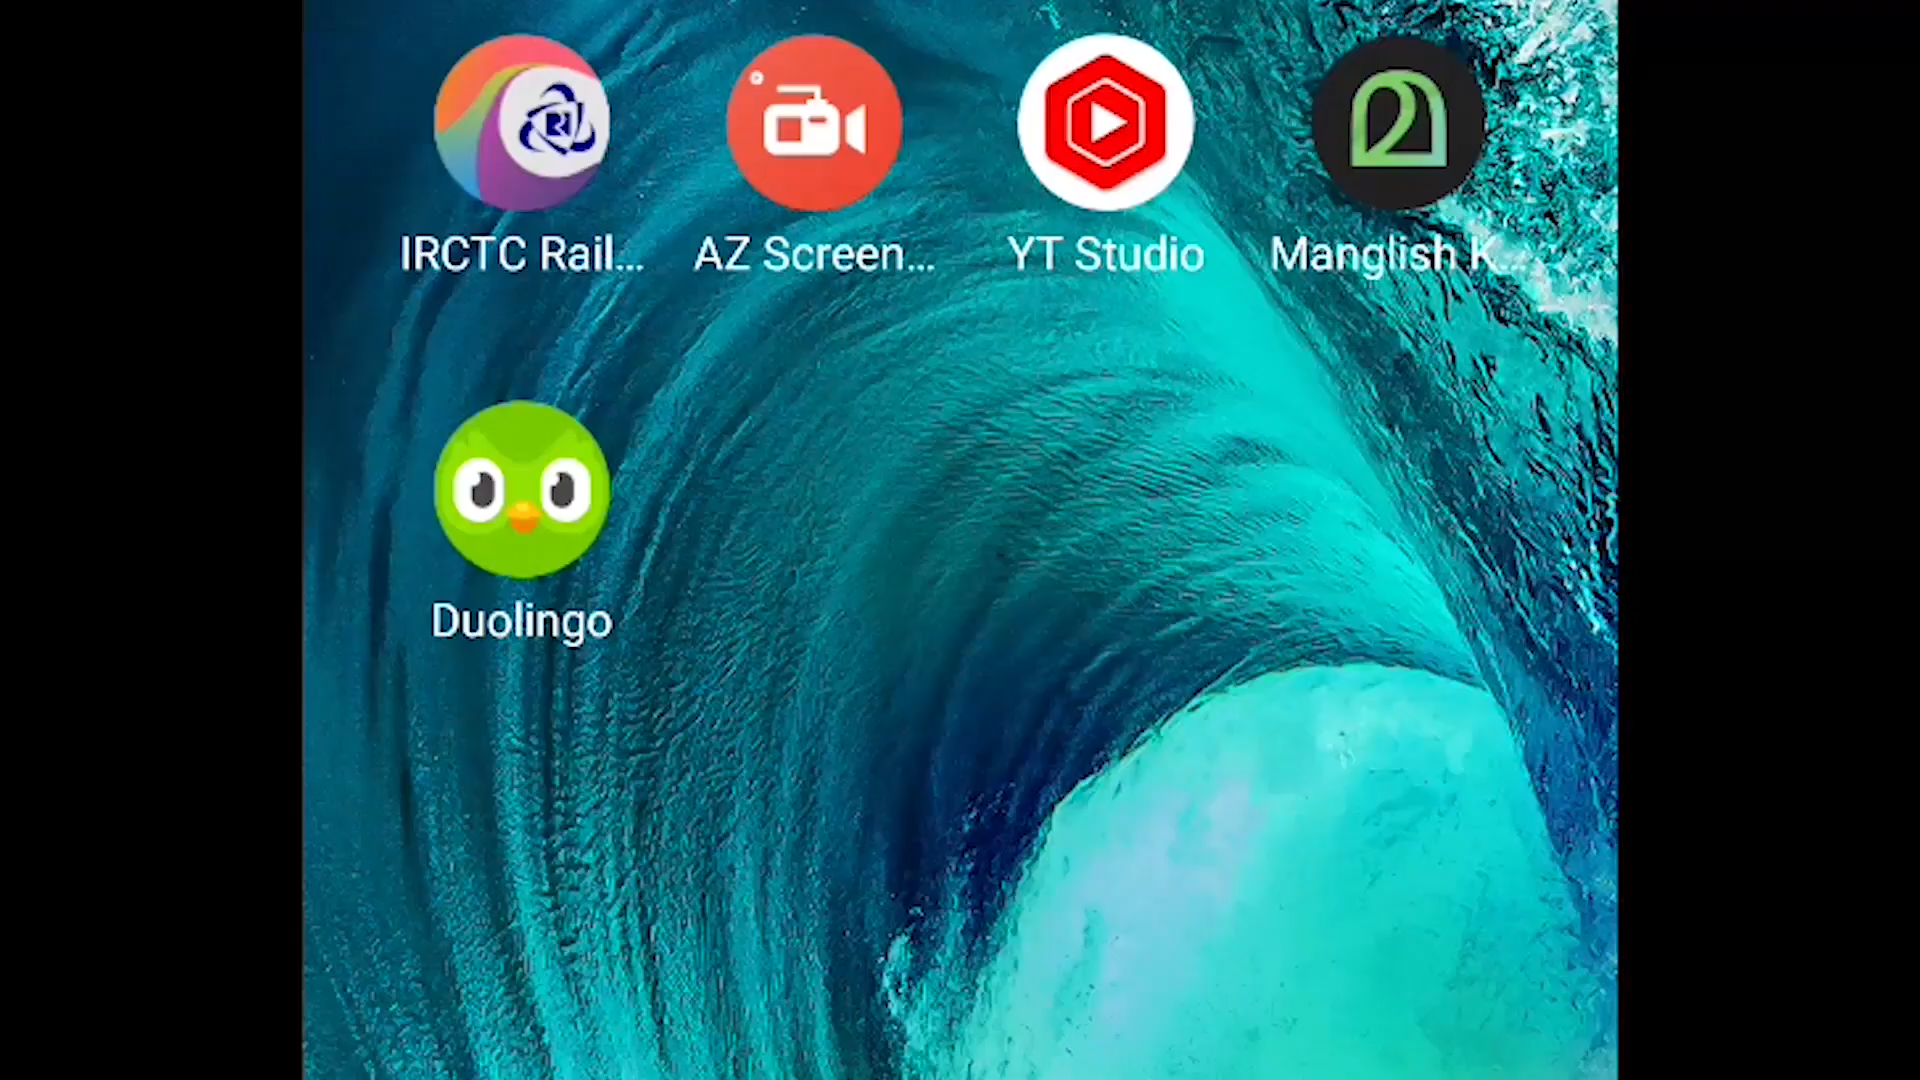 IRCTC Rail...
AZ Screen...
YT Studio
Manglish K...
Duolingo